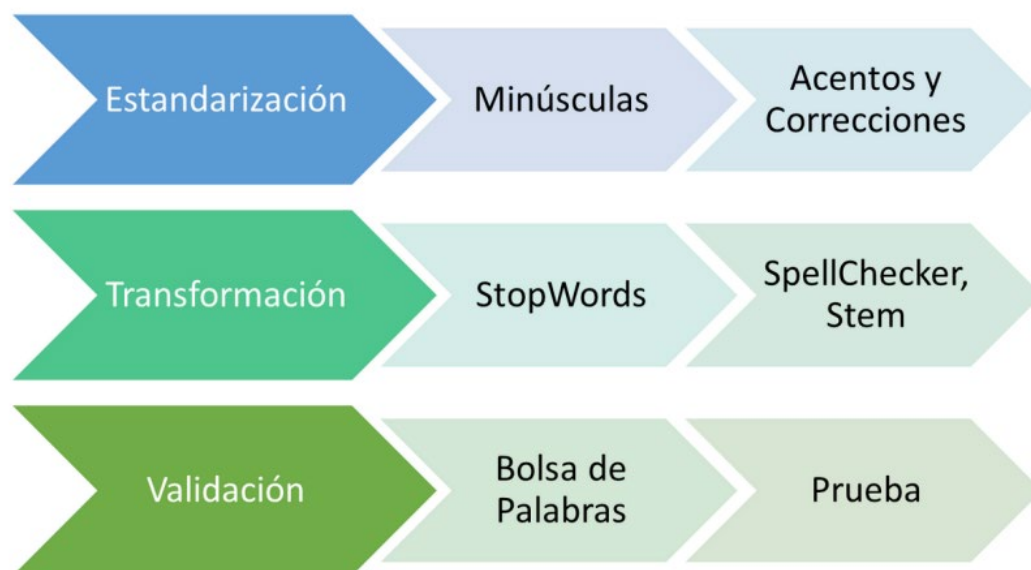 Estandarización
Minúsculas
Acentos y
Correcciones
Transformación
StopWords
SpellChecker,
Stem
Validación
Bolsa de
Palabras
Prueba